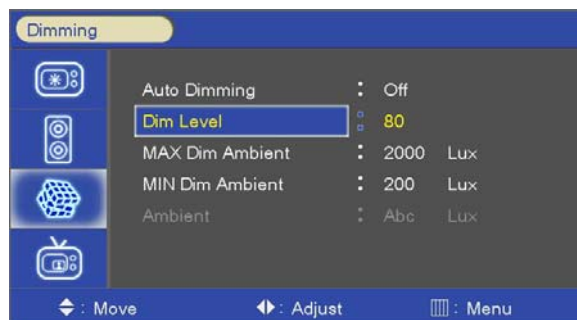 Dimming
Auto Dimming : Off
Dim Level : 80
MAX Dim Ambient : 2000 Lux
MIN Dim Ambient : 200 Lux
Ambient : Abc Lux
: Move : Adjust : Menu